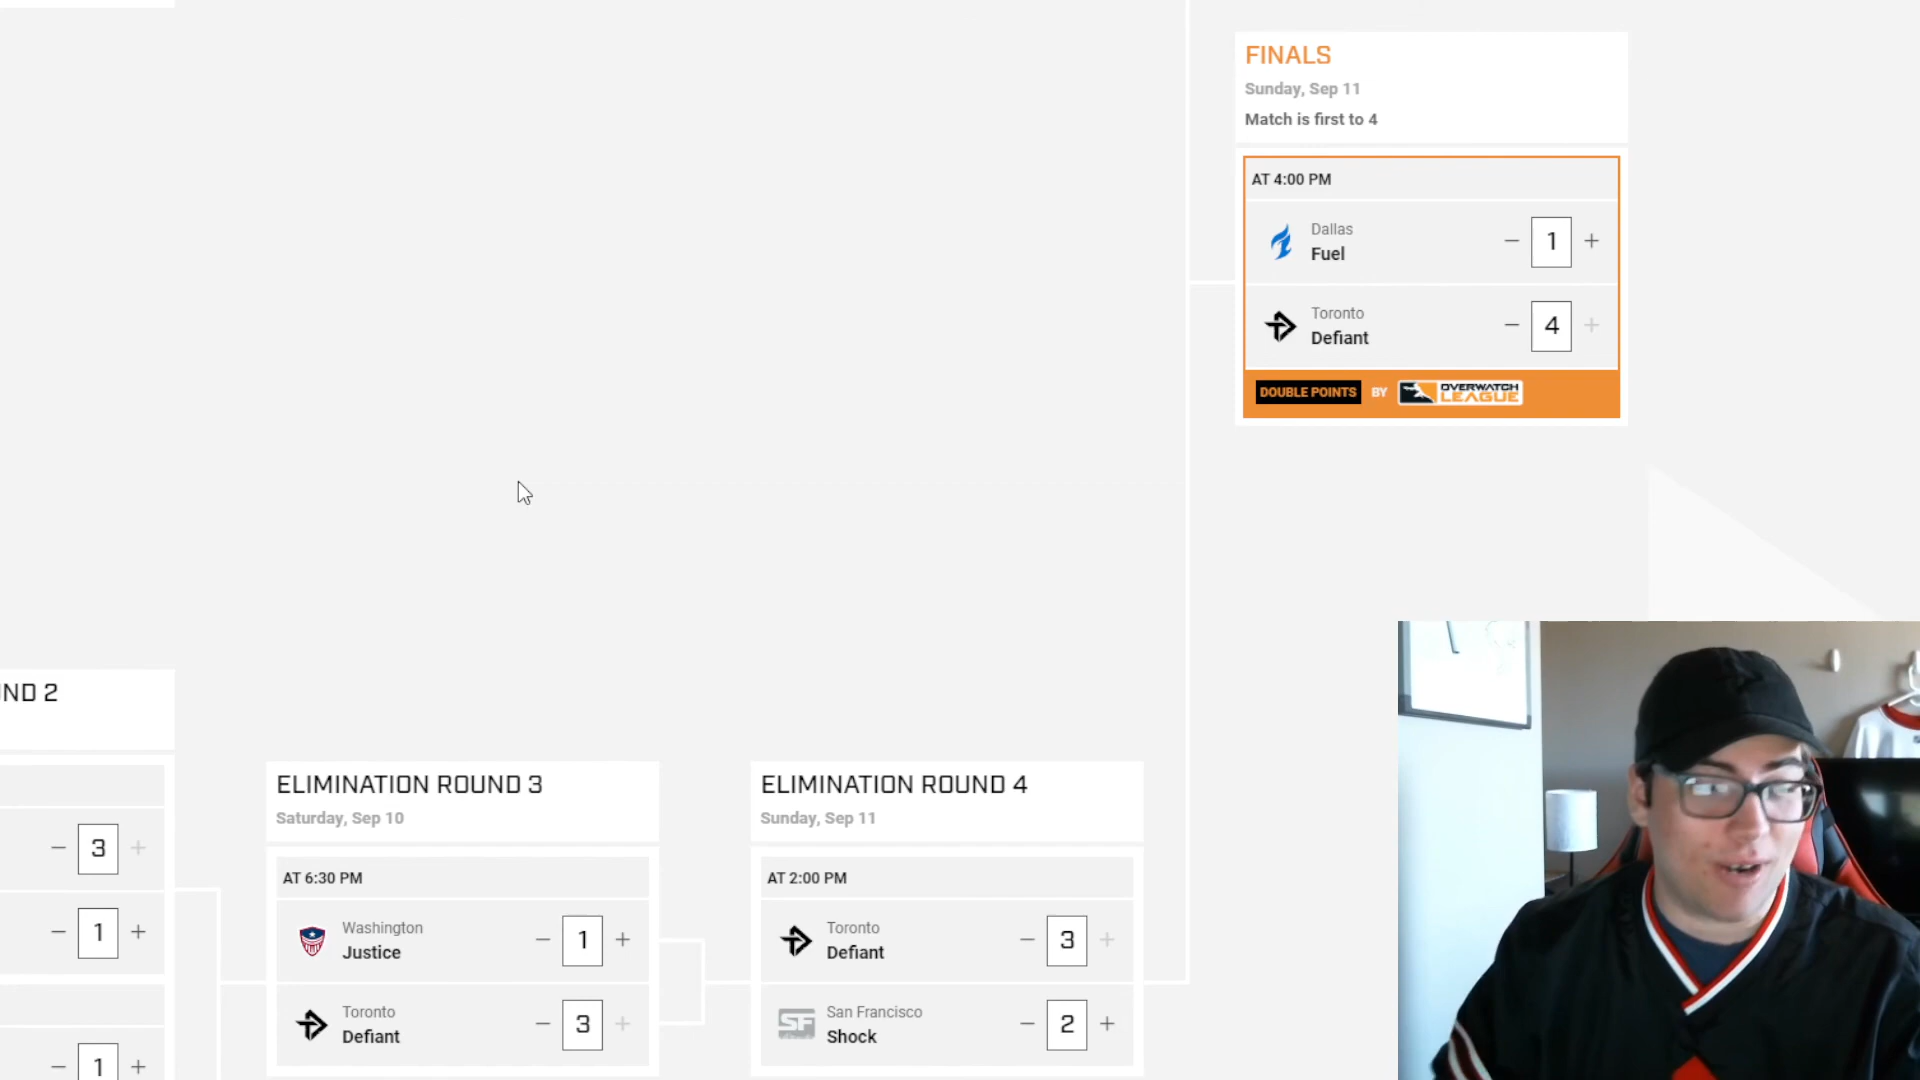 FINALS
Sunday, Sep 11
Match is first to 4
AT 4:00 PM
Dallas
Fuel
− 1 +
Toronto
Defiant
− 4 +
DOUBLE POINTS BY OVERWATCH LEAGUE
ND 2
− 3 +
− 1 +
− 1 +
ELIMINATION ROUND 3
Saturday, Sep 10
AT 6:30 PM
Washington
Justice
− 1 +
Toronto
Defiant
− 3 +
ELIMINATION ROUND 4
Sunday, Sep 11
AT 2:00 PM
Toronto
Defiant
− 3 +
SF
San Francisco
Shock
− 2 +